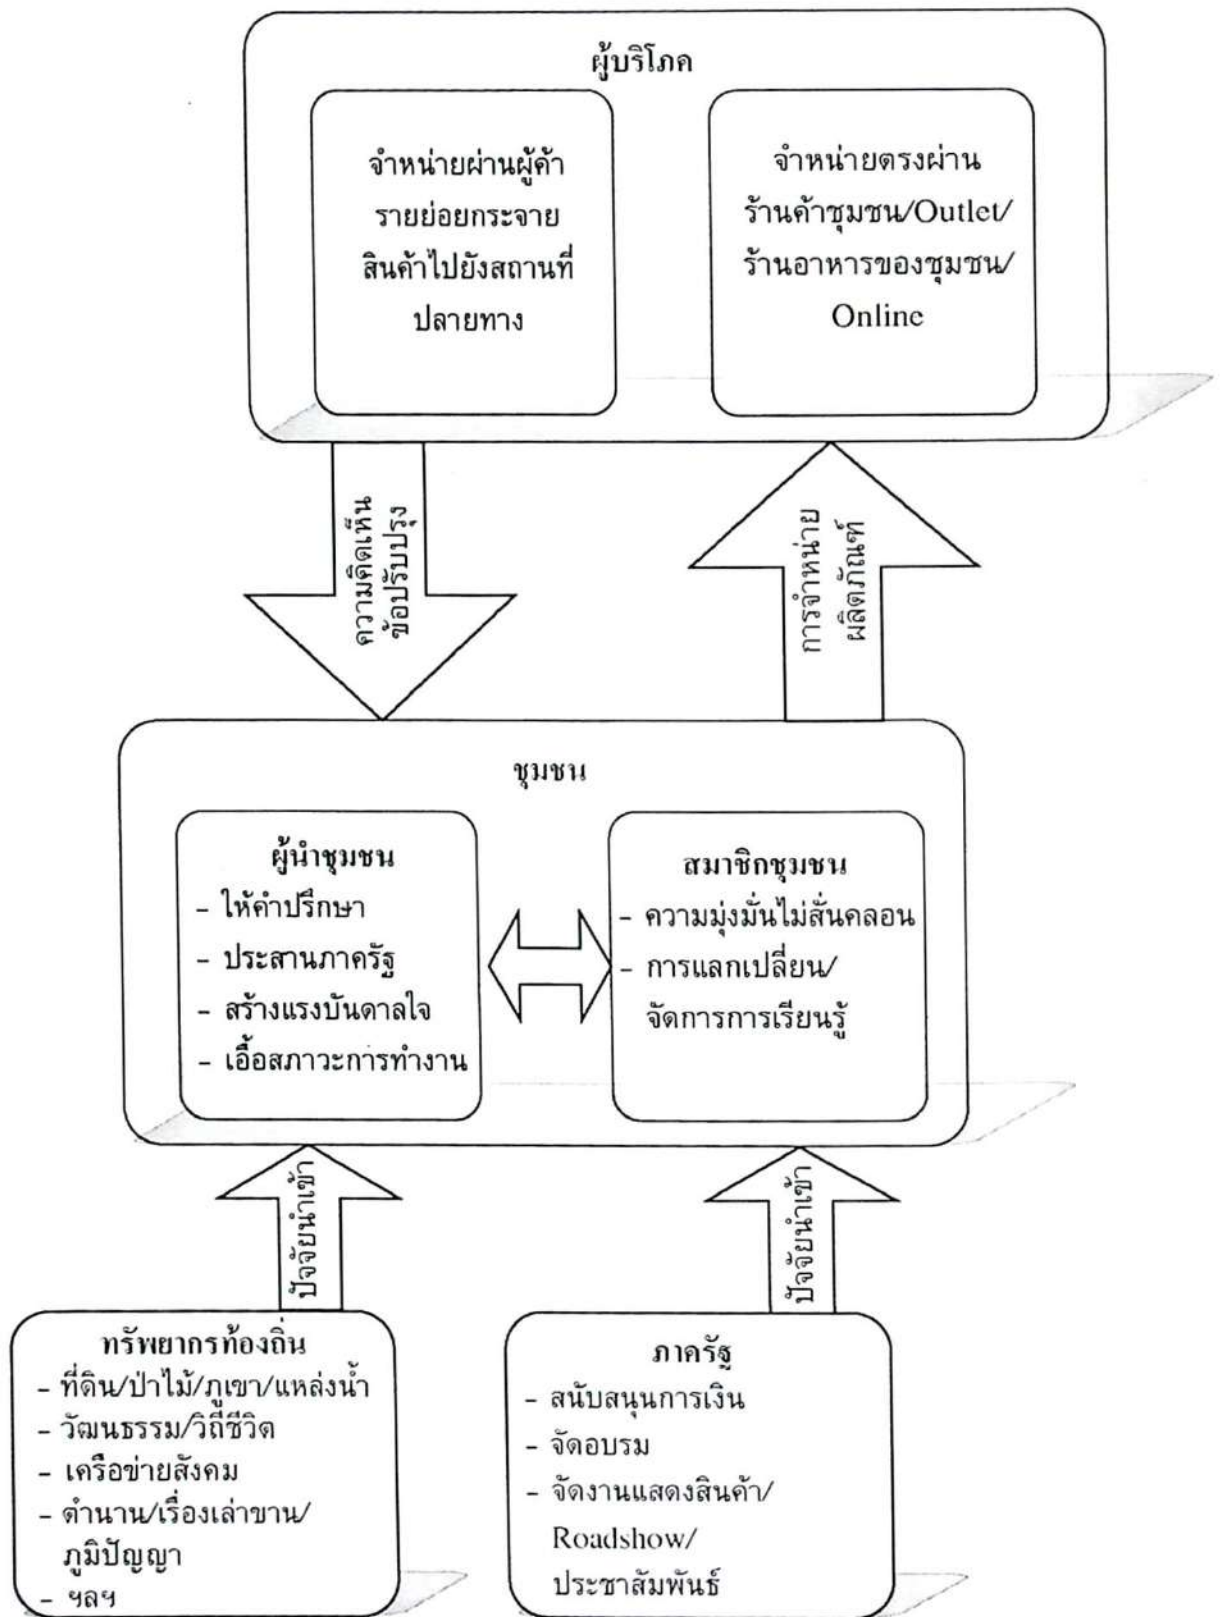 ผู้บริโภค
จำหน่ายผ่านผู้ค้า
รายย่อยกระจาย
สินค้าไปยังสถานที่
ปลายทาง
จำหน่ายตรงผ่าน
ร้านค้าชุมชน/Outlet/
ร้านอาหารของชุมชน/
Online
ความคิดเห็น
ข้อปรับปรุง
การจำหน่าย
ผลิตภัณฑ์
ชุมชน
ผู้นำชุมชน
- ให้คำปรึกษา
- ประสานภาครัฐ
- สร้างแรงบันดาลใจ
- เอื้อสภาวะการทำงาน
สมาชิกชุมชน
- ความมุ่งมั่นไม่สั่นคลอน
- การแลกเปลี่ยน/
จัดการการเรียนรู้
ปัจจัยนำเข้า
ปัจจัยนำเข้า
ทรัพยากรท้องถิ่น
- ที่ดิน/ป่าไม้/ภูเขา/แหล่งน้ำ
- วัฒนธรรม/วิถีชีวิต
- เครือข่ายสังคม
- ตำนาน/เรื่องเล่าขาน/
ภูมิปัญญา
- ฯลฯ
ภาครัฐ
- สนับสนุนการเงิน
- จัดอบรม
- จัดงานแสดงสินค้า/
Roadshow/
ประชาสัมพันธ์